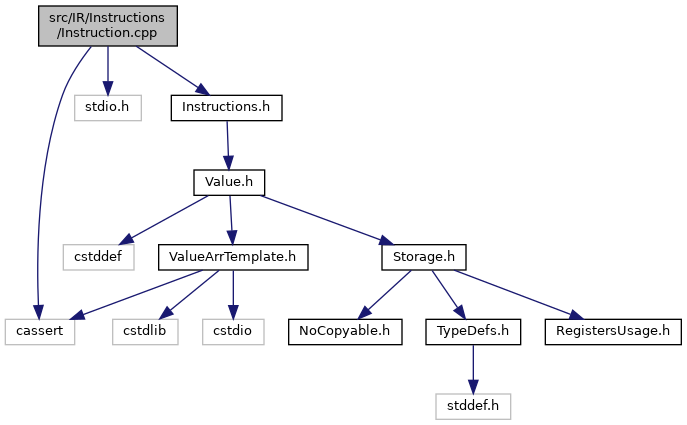 src/IR/Instructions
/Instruction.cpp
stdio.h
Instructions.h
Value.h
cstddef
ValueArrTemplate.h
Storage.h
cassert
cstdlib
cstdio
NoCopyable.h
TypeDefs.h
RegistersUsage.h
stddef.h